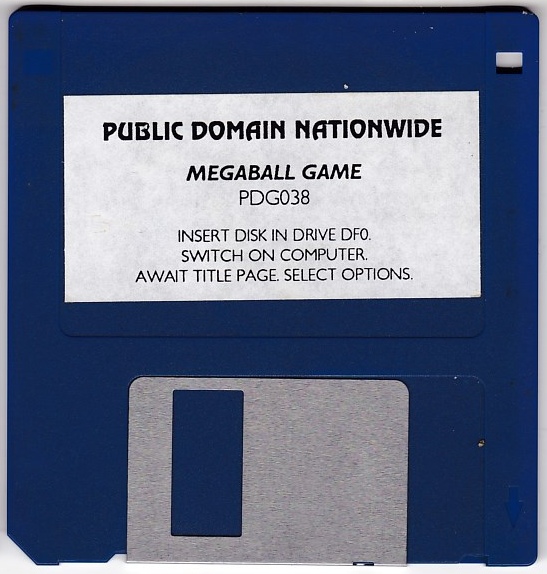 PUBLIC DOMAIN NATIONWIDE
MEGABALL GAME
PDG038
INSERT DISK IN DRIVE DF0.
SWITCH ON COMPUTER.
AWAIT TITLE PAGE. SELECT OPTIONS.